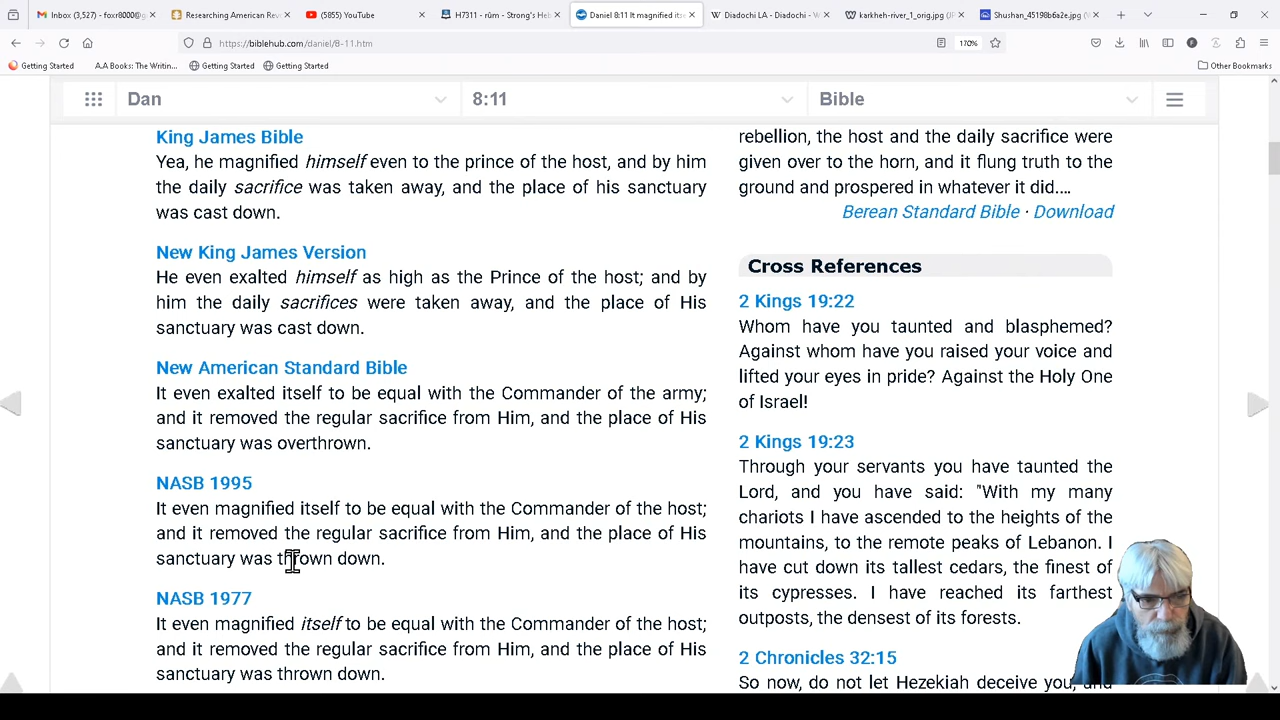 Inbox (3,527) - foxr8000@g
Researching American Rev
(5855) YouTube
H7311 - rûm - Strong's Heb
Daniel 8:11 It magnified its
Diadochi LA - Diadochi - W
karkheh-river_1_orig.jpg (JP
Shushan_45198b6a2e.jpg (W
https://biblehub.com/daniel/8-11.htm
170%
Getting Started
A.A Books: The Writin...
Getting Started
Getting Started
Other Bookmarks
Dan
8:11
Bible
King James Bible
Yea, he magnified himself even to the prince of the host, and by him
the daily sacrifice was taken away, and the place of his sanctuary
was cast down.
New King James Version
He even exalted himself as high as the Prince of the host; and by
him the daily sacrifices were taken away, and the place of His
sanctuary was cast down.
New American Standard Bible
It even exalted itself to be equal with the Commander of the army;
and it removed the regular sacrifice from Him, and the place of His
sanctuary was overthrown.
NASB 1995
It even magnified itself to be equal with the Commander of the host;
and it removed the regular sacrifice from Him, and the place of His
sanctuary was thrown down.
NASB 1977
It even magnified itself to be equal with the Commander of the host;
and it removed the regular sacrifice from Him, and the place of His
sanctuary was thrown down.
rebellion, the host and the daily sacrifice were
given over to the horn, and it flung truth to the
ground and prospered in whatever it did....
Berean Standard Bible · Download
Cross References
2 Kings 19:22
Whom have you taunted and blasphemed?
Against whom have you raised your voice and
lifted your eyes in pride? Against the Holy One
of Israel!
2 Kings 19:23
Through your servants you have taunted the
Lord, and you have said: "With my many
chariots I have ascended to the heights of the
mountains, to the remote peaks of Lebanon. I
have cut down its tallest cedars, the finest of
its cypresses. I have reached its farthest
outposts, the densest of its forests.
2 Chronicles 32:15
So now, do not let Hezekiah deceive you, and